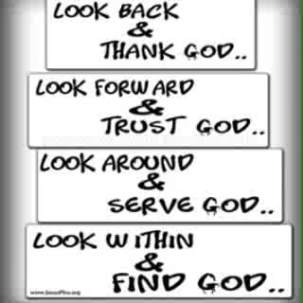 LOOK BACK
&
THANK GOD..
LOOK FORWARD
&
TRUST GOD..
LOOK AROUND
&
SERVE GOD..
LOOK WITHIN
&
FIND GOD..